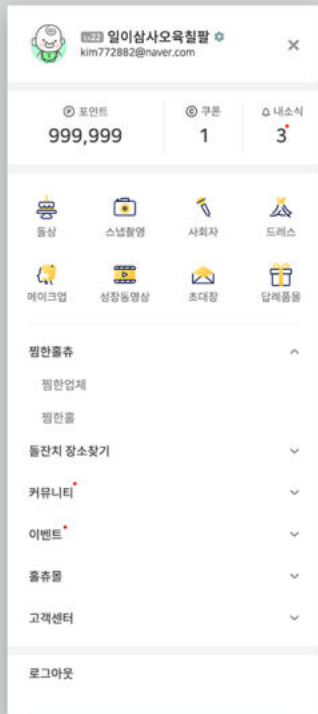 LV.22 일이삼사오육칠팔
kim772882@naver.com
P 포인트
999,999
C 쿠폰
1
내소식
3
돌상 스냅촬영 사회자 드레스
메이크업 성장동영상 초대장 답례품몰
찜한홀츄
찜한업체
찜한홀
돌잔치 장소찾기
커뮤니티
이벤트
홀츄몰
고객센터
로그아웃